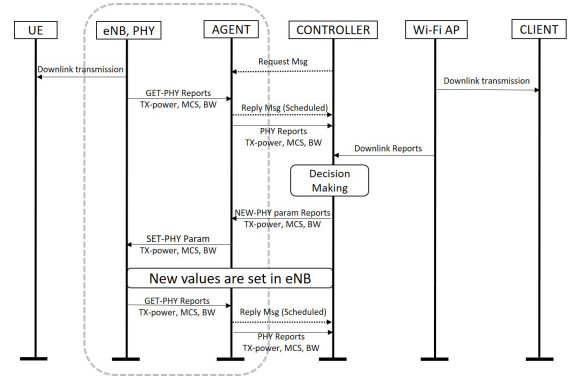 UE
eNB, PHY
AGENT
CONTROLLER
Wi-Fi AP
CLIENT
Request Msg
Downlink transmission
Downlink transmission
GET-PHY Reports
TX-power, MCS, BW
Reply Msg (Scheduled)
PHY Reports
TX-power, MCS, BW
Downlink Reports
Decision
Making
NEW-PHY param Reports
TX-power, MCS, BW
SET-PHY Param
TX-power, MCS, BW
New values are set in eNB
GET-PHY Reports
TX-power, MCS, BW
Reply Msg (Scheduled)
PHY Reports
TX-power, MCS, BW